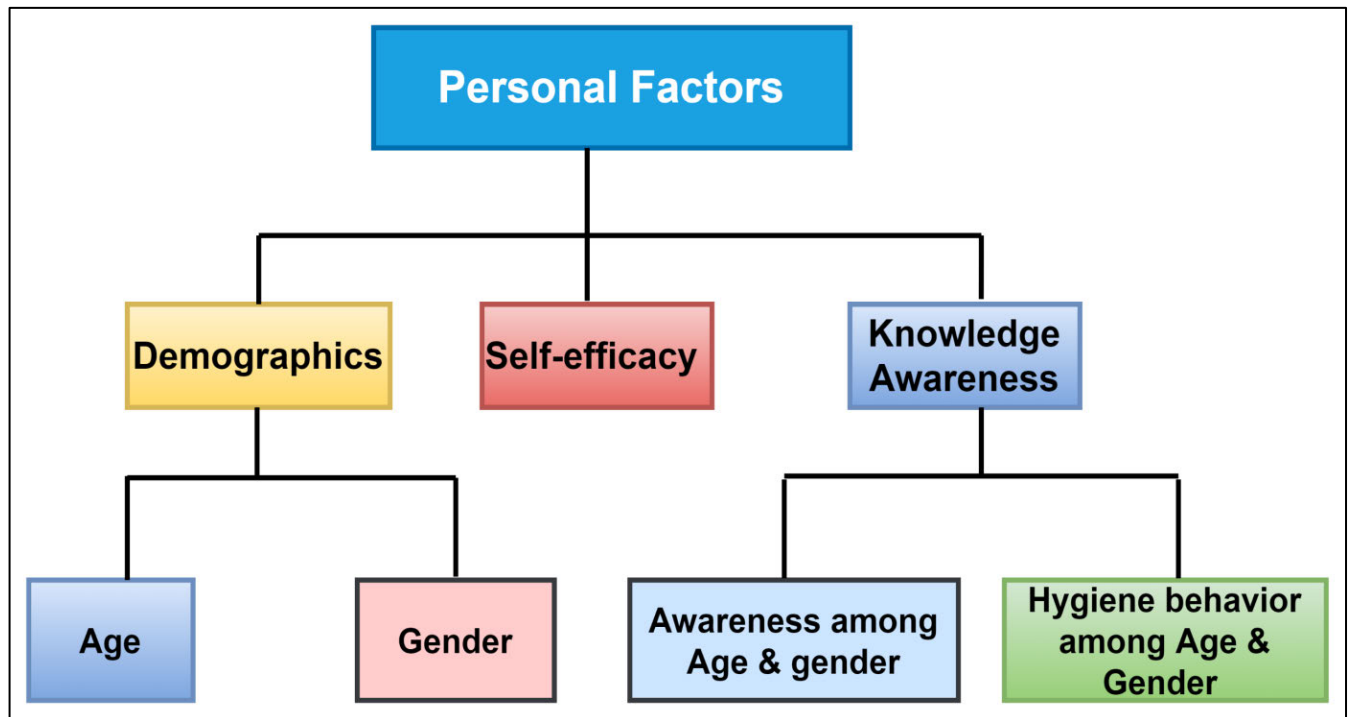 Personal Factors
Demographics
Self-efficacy
Knowledge
Awareness
Age
Gender
Awareness among
Age & gender
Hygiene behavior
among Age &
Gender